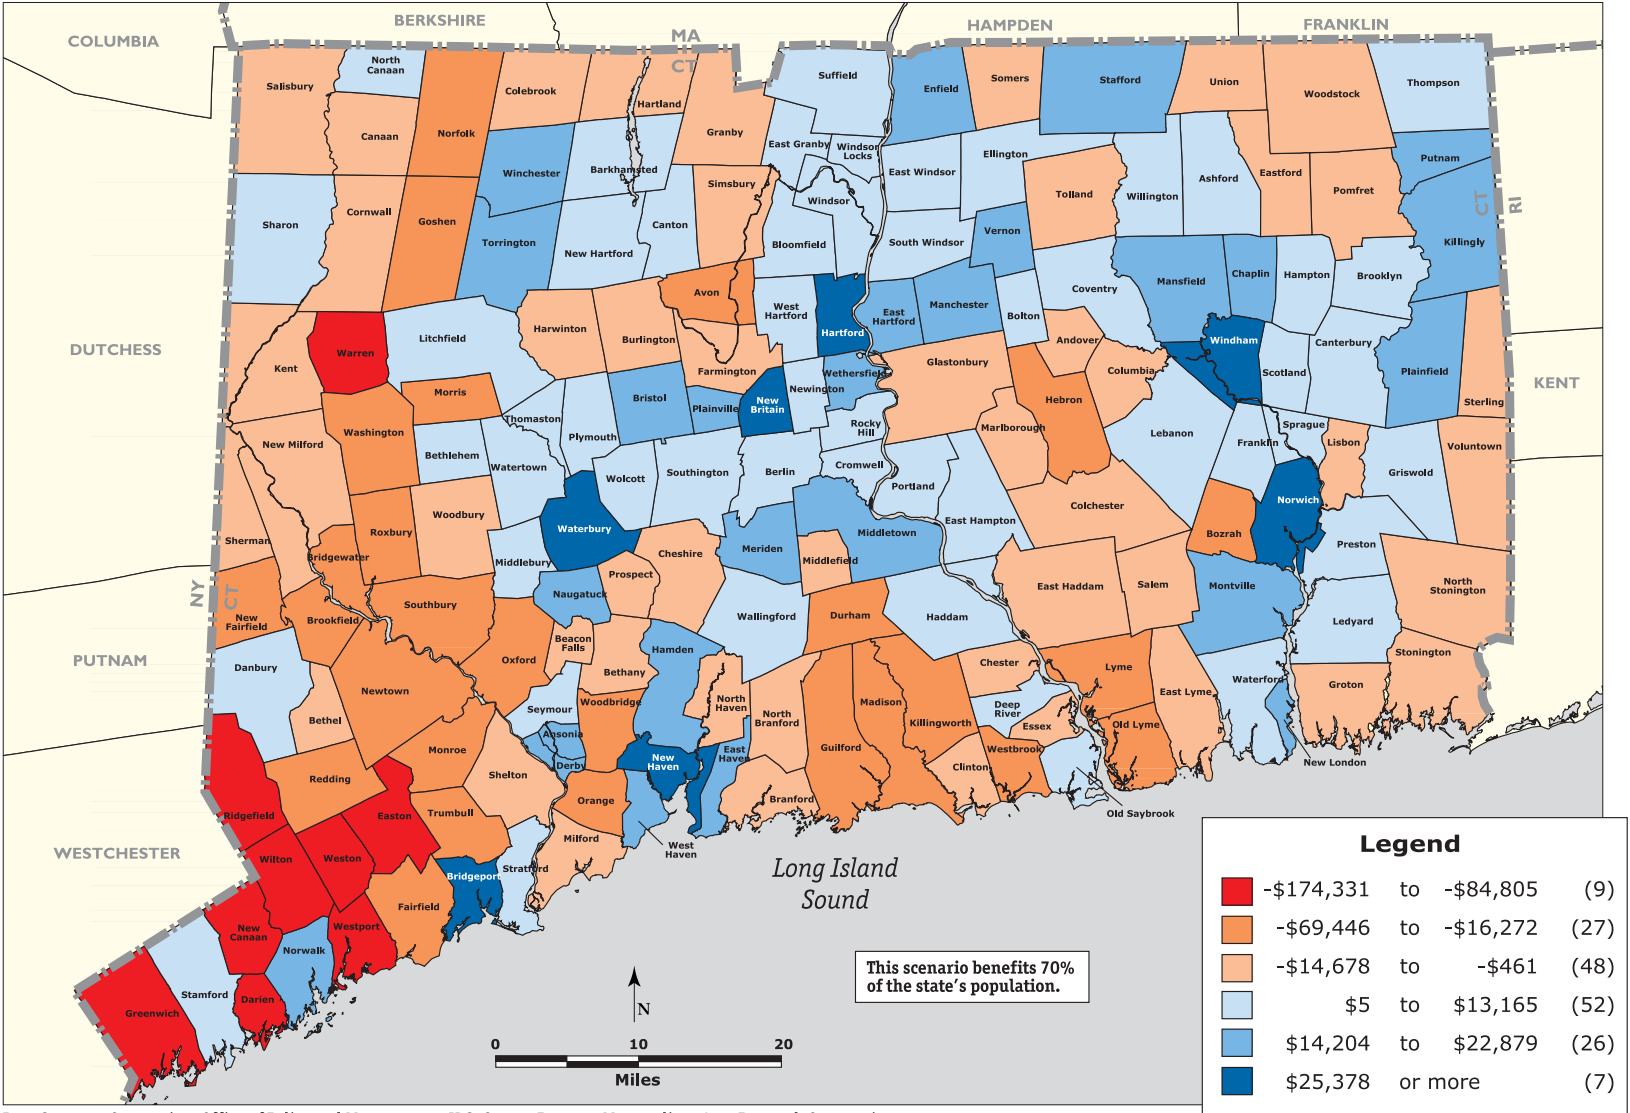 BERKSHIRE
HAMPDEN
FRANKLIN
COLUMBIA
MA
CT
North
Canaan
Salisbury
Colebrook
Hartland
Suffield
Enfield
Somers
Stafford
Union
Woodstock
Thompson
Canaan
Norfolk
Granby
East Granby
Windsor
Locks
Ellington
Putnam
Winchester
Barkhamsted
Simsbury
East Windsor
Tolland
Willington
Ashford
Eastford
Pomfret
CT
RI
Cornwall
Goshen
Sharon
Torrington
Canton
Windsor
New Hartford
Bloomfield
South Windsor
Vernon
Killingly
Mansfield
Chaplin
Hampton
Brooklyn
Coventry
Avon
West
Hartford
Hartford
East
Hartford
Manchester
Bolton
DUTCHESS
Kent
Warren
Litchfield
Harwinton
Burlington
Farmington
Glastonbury
Andover
Columbia
Windham
Scotland
Canterbury
Plainfield
Sterling
KENT
Morris
Washington
Bristol
Plainville
New
Britain
Newington
Wethersfield
Hebron
Marlborough
Lebanon
Franklin
Sprague
Lisbon
Voluntown
Griswold
Thomaston
Plymouth
Rocky
Hill
New Milford
Bethlehem
Watertown
Wolcott
Southington
Berlin
Cromwell
Portland
East Hampton
Colchester
Norwich
Bozrah
Preston
Sherman
Bridgewater
Roxbury
Woodbury
Waterbury
Middlebury
Cheshire
Meriden
Middletown
Middlefield
Prospect
Naugatuck
East Haddam
Salem
Montville
North
Stonington
Ledyard
NY
CT
New
Fairfield
Brookfield
Southbury
Oxford
Beacon
Falls
Bethany
Hamden
Wallingford
Durham
Haddam
PUTNAM
Danbury
Newtown
Bethel
Seymour
Woodbridge
North
Haven
North
Branford
Guilford
Madison
Killingworth
Chester
Deep
River
Essex
Westbrook
Clinton
Lyme
Old Lyme
East Lyme
Waterford
Groton
Stonington
New London
Old Saybrook
Ansonia
Derby
New
Haven
East
Haven
Branford
West
Haven
Monroe
Shelton
Redding
Ridgefield
Easton
Trumbull
Orange
Milford
WESTCHESTER
Wilton
Weston
Bridgeport
Stratford
Fairfield
Westport
New
Canaan
Norwalk
Stamford
Darien
Greenwich
Long Island
Sound
This scenario benefits 70%
of the state's population.
N
0 10 20
Miles
Legend
-$174,331 to -$84,805 (9)
-$69,446 to -$16,272 (27)
-$14,678 to -$461 (48)
$5 to $13,165 (52)
$14,204 to $22,879 (26)
$25,378 or more (7)